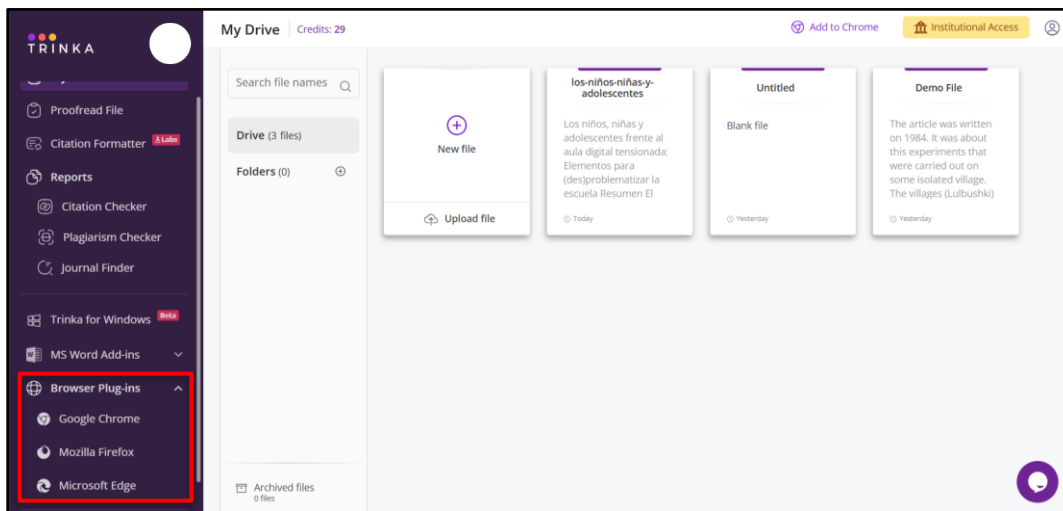 TRINKA
Proofread File
Citation Formatter Labs
Reports
Citation Checker
Plagiarism Checker
Journal Finder
Trinka for Windows Beta
MS Word Add-ins
Browser Plug-ins
Google Chrome
Mozilla Firefox
Microsoft Edge
My Drive Credits: 29
Add to Chrome
Institutional Access
Search file names
Drive (3 files)
Folders (0)
Archived files
0 files
New file
Upload file
los-niños-niñas-y-
adolescentes
Los niños, niñas y
adolescentes frente al
aula digital tensionada:
Elementos para
(des)problematizar la
escuela Resumen El
Today
Untitled
Blank file
Yesterday
Demo File
The article was written
on 1984. It was about
this experiments that
were carried out on
some isolated village.
The villages (Lulbushki)
Yesterday